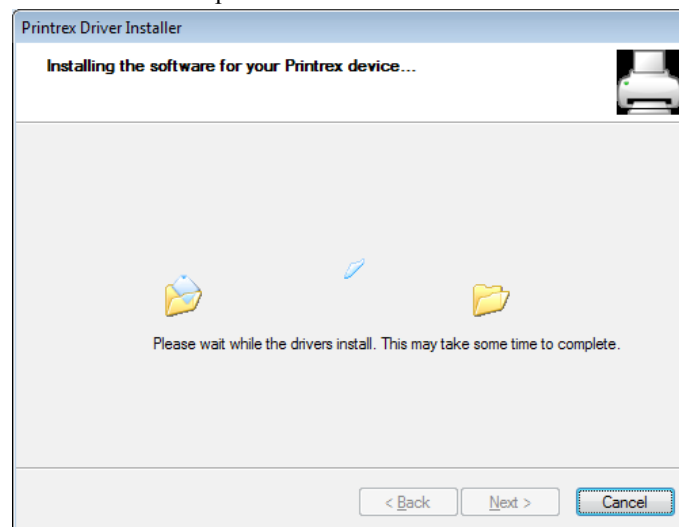 Printrex Driver Installer
Installing the software for your Printrex device...
Please wait while the drivers install. This may take some time to complete.
< Back Next > Cancel